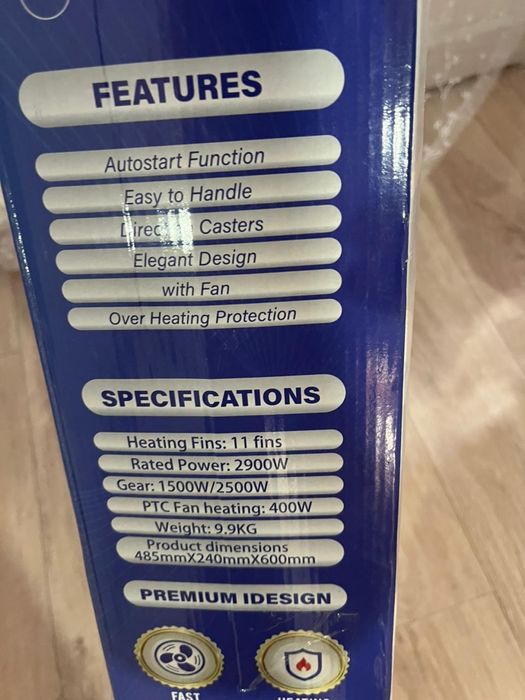 FEATURES
Autostart Function
Easy to Handle
Casters
Elegant Design
with Fan
Over Heating Protection
SPECIFICATIONS
Heating Fins: 11 fins
Rated Power: 2900W
Gear: 1500W/2500W
PTC Fan heating: 400W
Weight: 9.9KG
Product dimensions
485mmX240mmX600mm
PREMIUM IDESIGN
FAST
HEATING